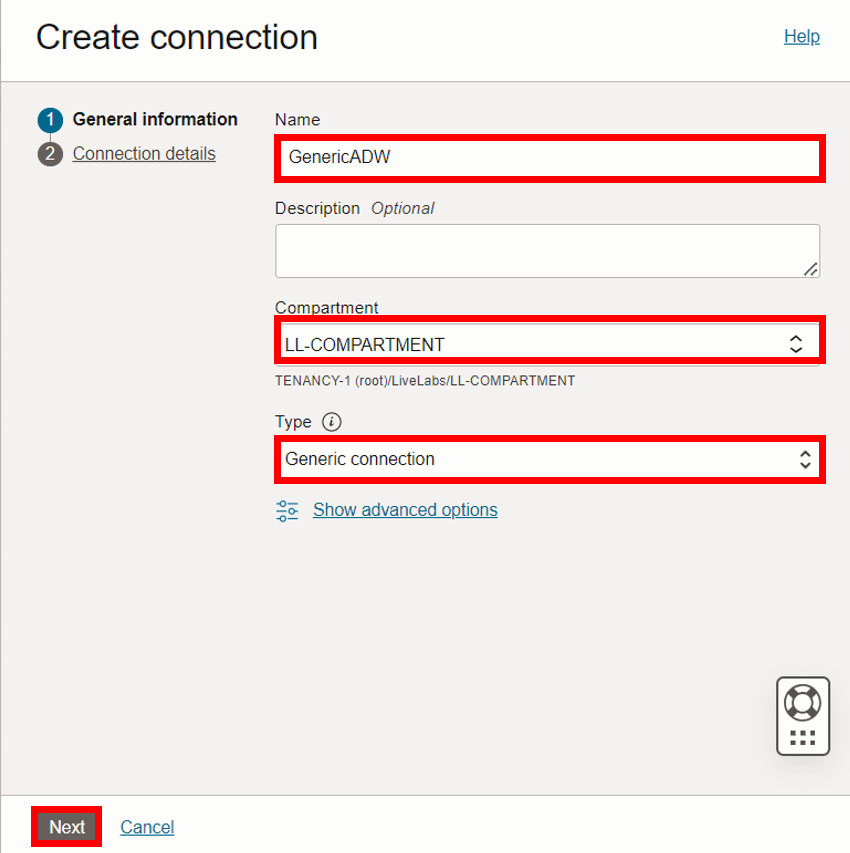 Create connection
Help
1 General information
2 Connection details
Name
GenericADW
Description Optional
Compartment
LL-COMPARTMENT
TENANCY-1 (root)/LiveLabs/LL-COMPARTMENT
Type i
Generic connection
Show advanced options
Next Cancel